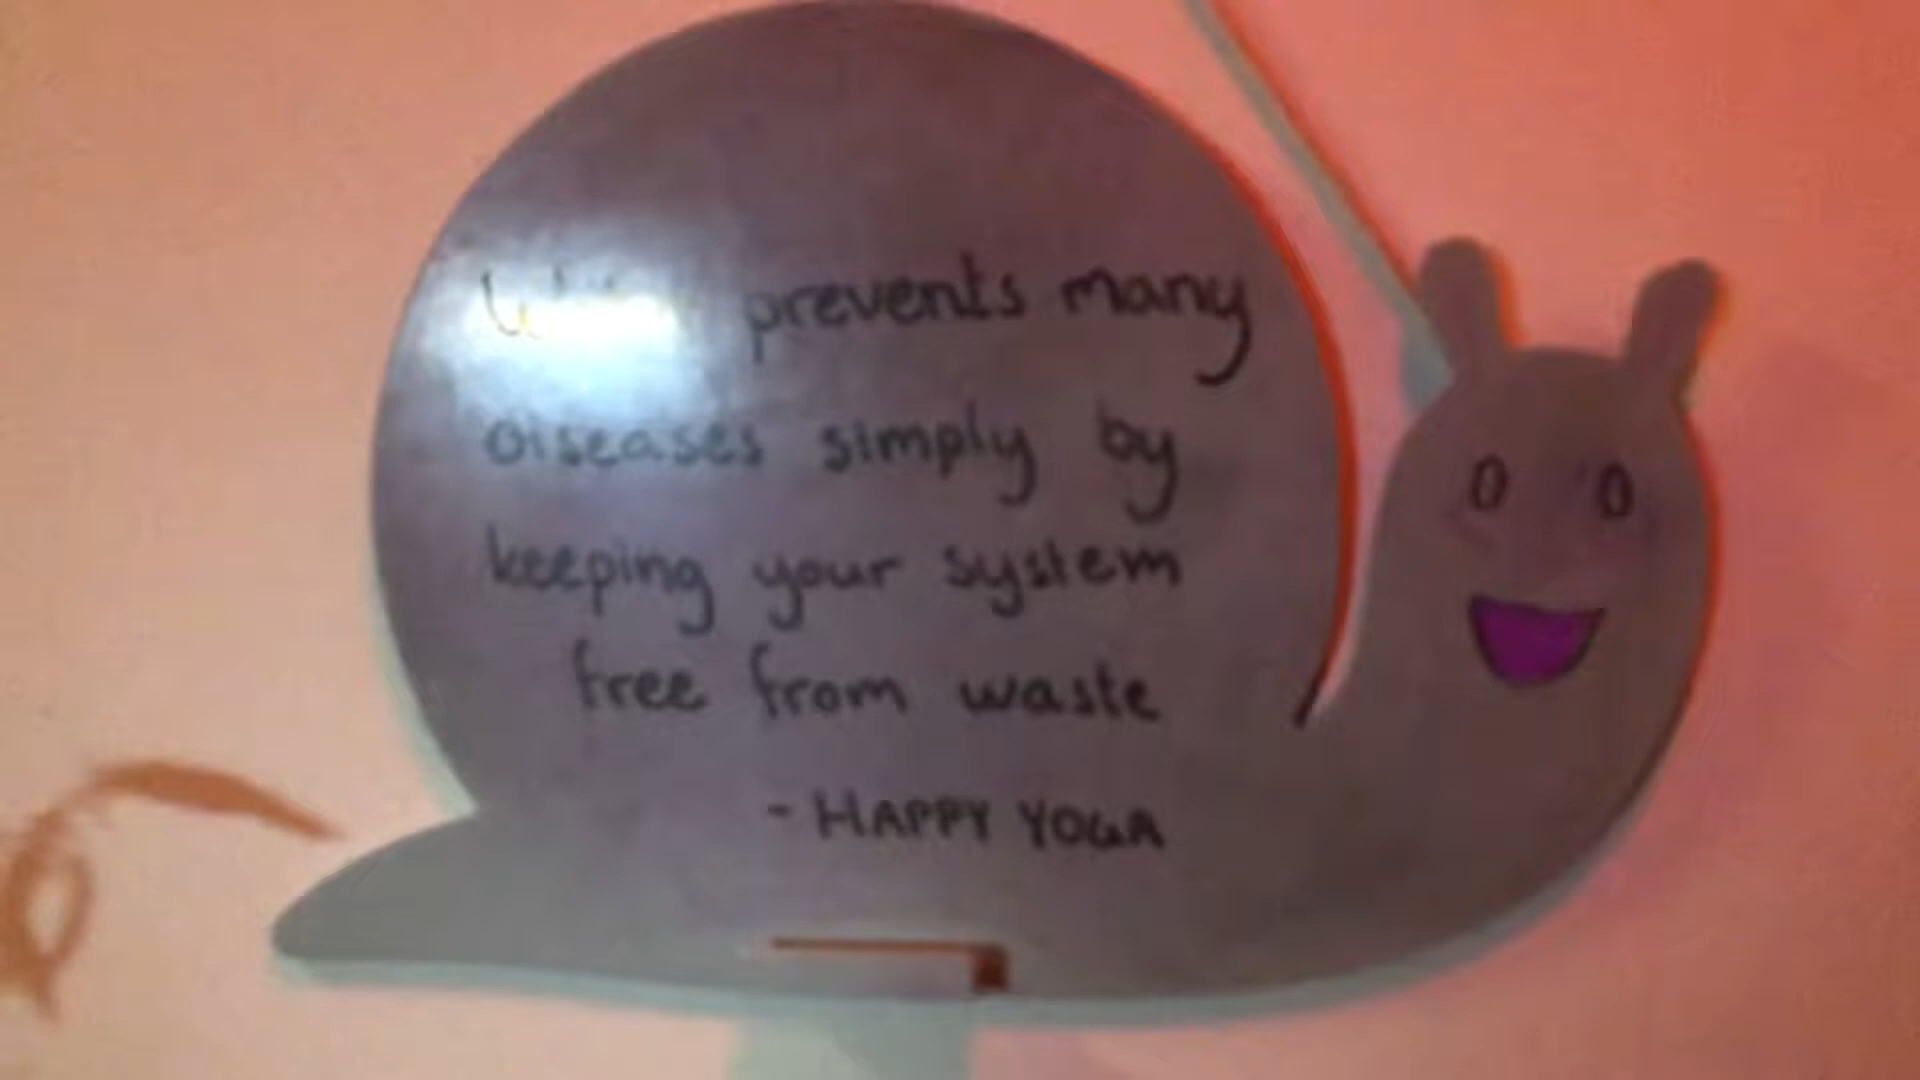 prevents many
diseases simply by
keeping your system
free from waste
- HAPPY YOGA